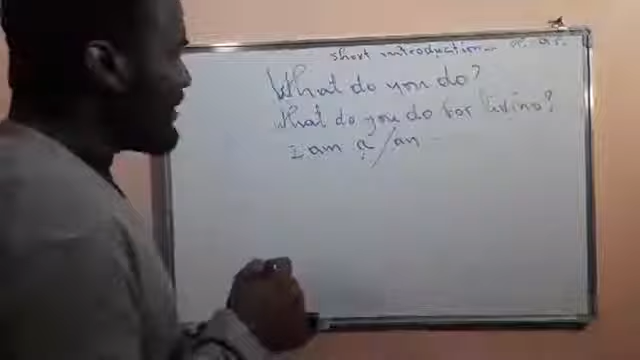 short introduction
What do you do?
What do you do for living?
I am a/an